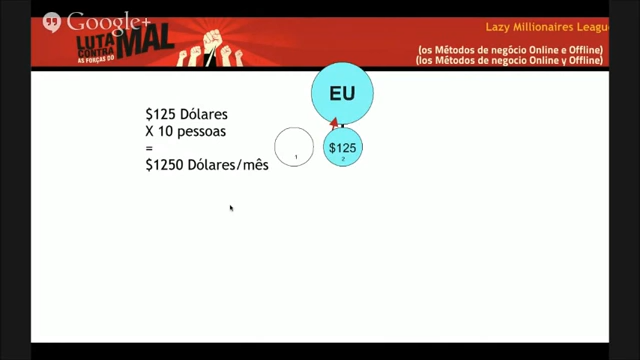 Google+
LUTA
CONTRA
AS FORÇAS DO
MAL
Lazy Millionaires League
(os Métodos de negócio Online e Offline)
(los Métodos de negocio Online y Offline)
EU
$125 Dólares
X 10 pessoas
=
$1250 Dólares/mês
1
$125
2